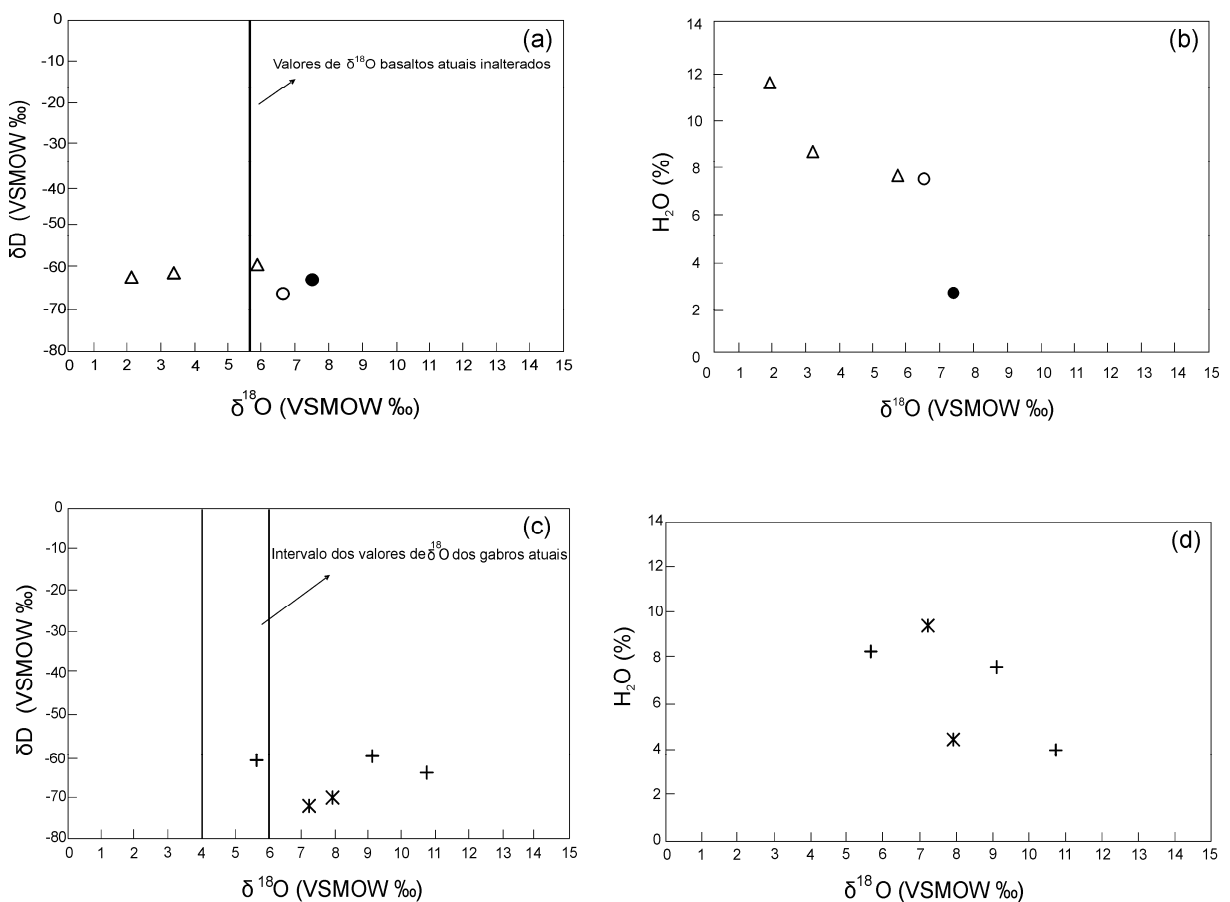 (a)
Valores de δ¹⁸O basaltos atuais inalterados
0
-10
-20
-30
-40
-50
-60
-70
-80
δD (VSMOW ‰)
0 1 2 3 4 5 6 7 8 9 10 11 12 13 14 15
δ¹⁸O (VSMOW ‰)
(b)
14
12
10
8
6
4
2
0
H₂O (%)
0 1 2 3 4 5 6 7 8 9 10 11 12 13 14 15
δ¹⁸O (VSMOW ‰)
(c)
Intervalo dos valores de δ¹⁸O dos gabros atuais
0
-10
-20
-30
-40
-50
-60
-70
-80
δD (VSMOW ‰)
0 1 2 3 4 5 6 7 8 9 10 11 12 13 14 15
δ¹⁸O (VSMOW ‰)
(d)
14
12
10
8
6
4
2
0
H₂O (%)
0 1 2 3 4 5 6 7 8 9 10 11 12 13 14 15
δ¹⁸O (VSMOW ‰)